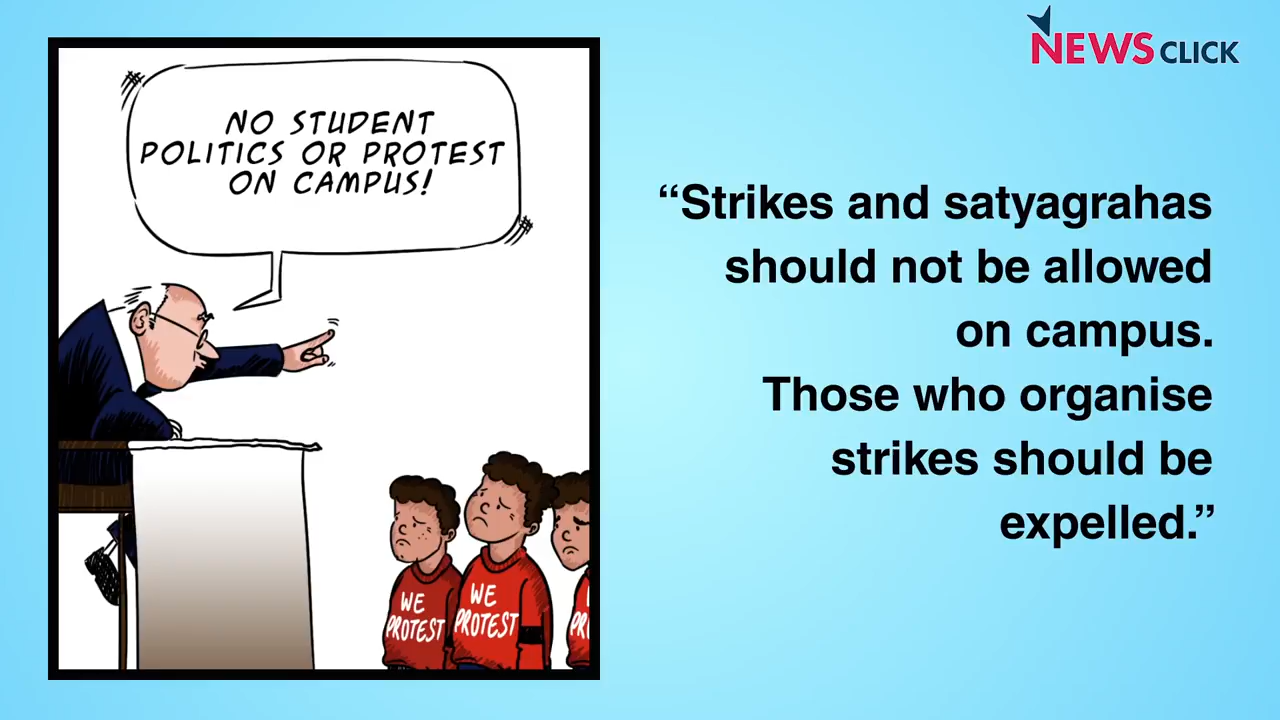 NEWSCLICK
NO STUDENT
POLITICS OR PROTEST
ON CAMPUS!
“Strikes and satyagrahas
should not be allowed
on campus.
Those who organise
strikes should be
expelled.”
WE
PROTEST
WE
PROTEST